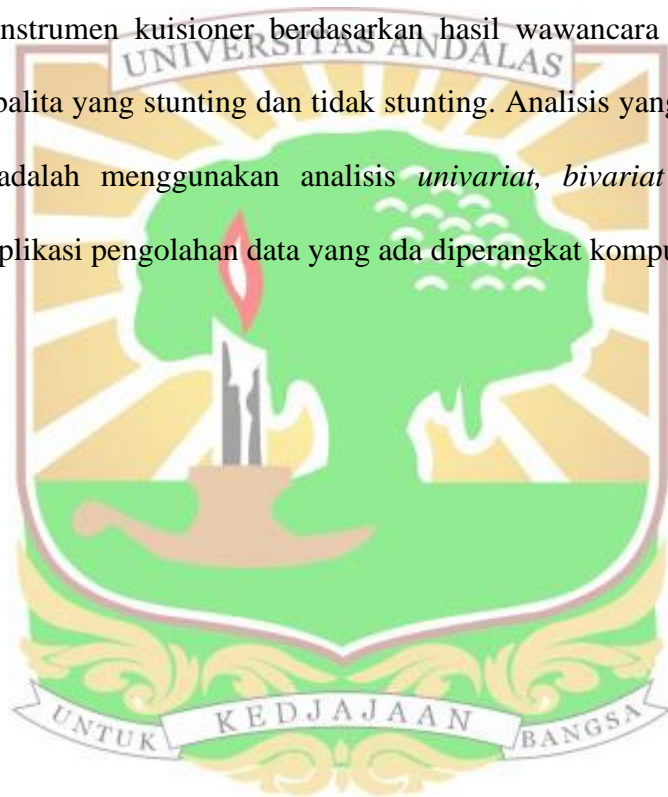 nstrumen kuisioner berdasarkan hasil wawancara
UNIVERSITAS ANDALAS
balita yang stunting dan tidak stunting. Analisis yang
adalah menggunakan analisis univariat, bivariat
plikasi pengolahan data yang ada diperangkat kompu
UNTUK KEDJAJAAN BANGSA